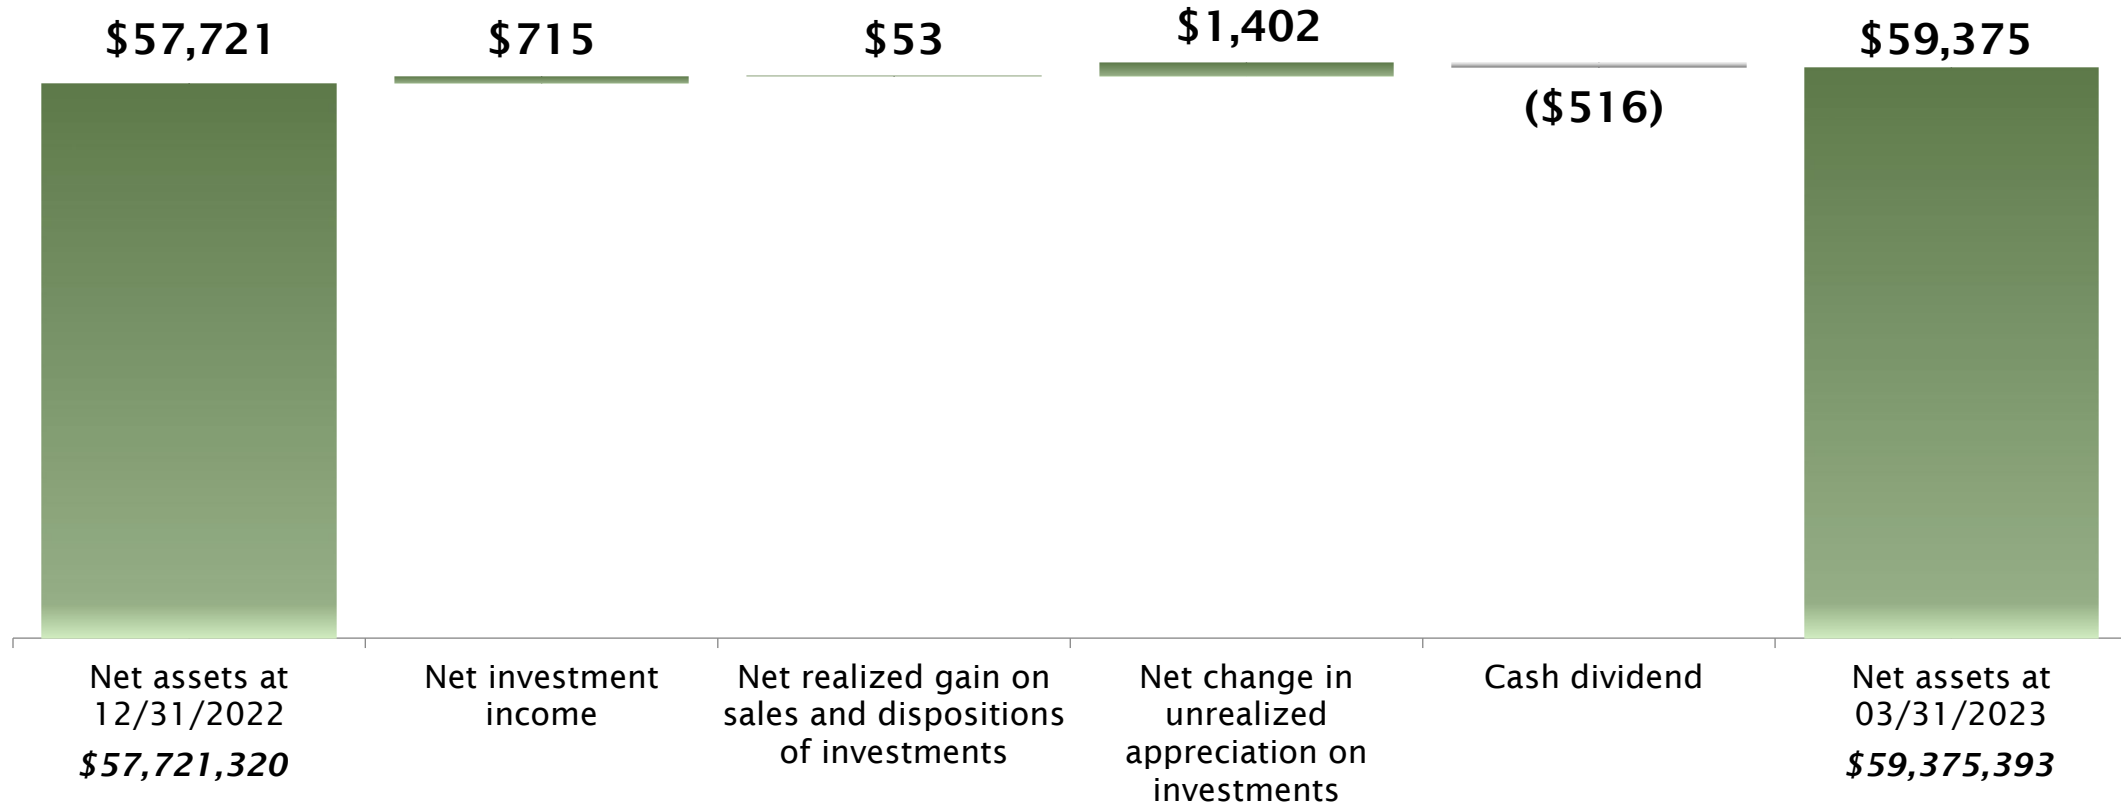 $57,721
$715
$53
$1,402
($516)
$59,375
Net assets at
12/31/2022
$57,721,320
Net investment
income
Net realized gain on
sales and dispositions
of investments
Net change in
unrealized
appreciation on
investments
Cash dividend
Net assets at
03/31/2023
$59,375,393